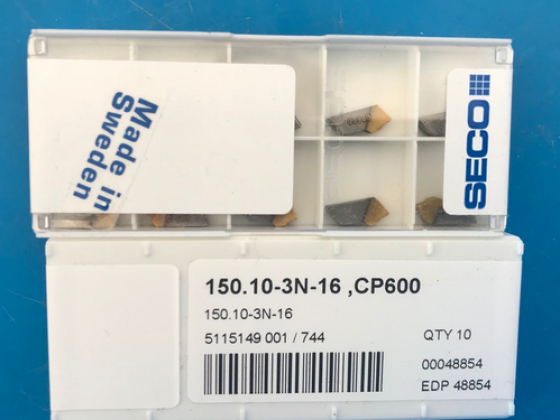 Made in
Sweden
SECO
150.10-3N-16 ,CP600
150.10-3N-16
5115149 001 / 744
QTY 10
00048854
EDP 48854